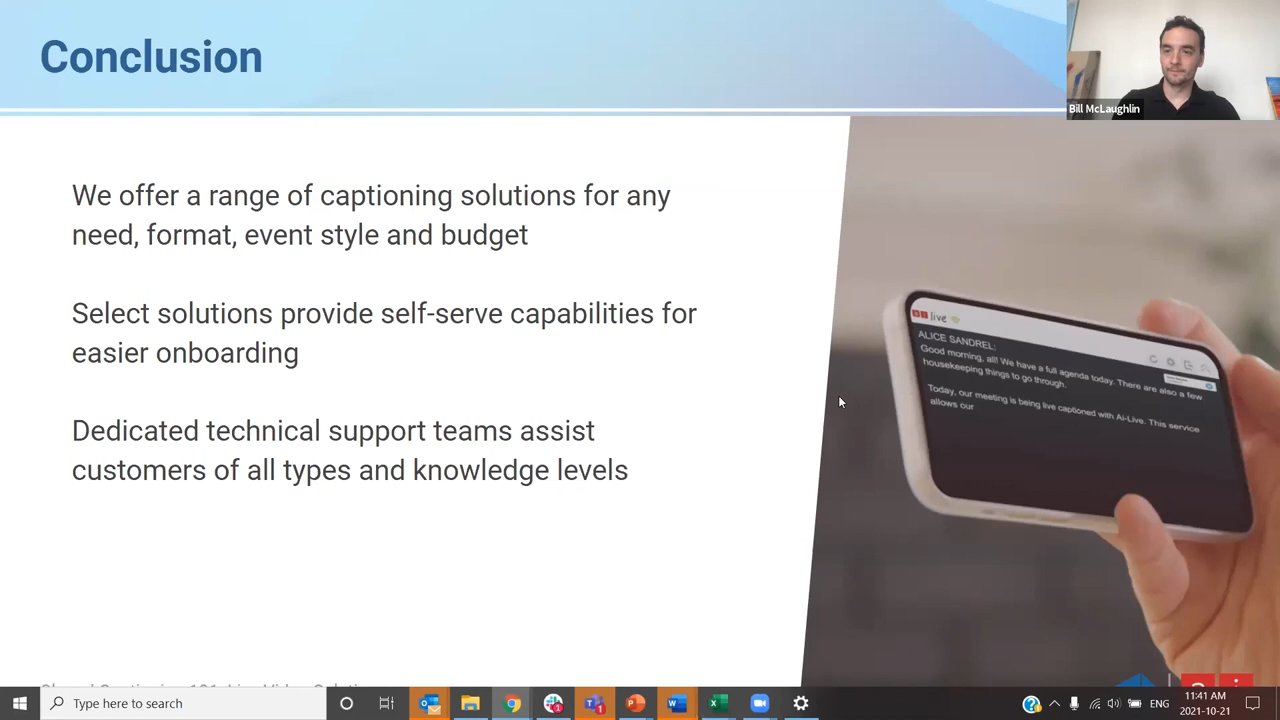 Conclusion
Bill McLaughlin
We offer a range of captioning solutions for any
need, format, event style and budget
Select solutions provide self-serve capabilities for
easier onboarding
Dedicated technical support teams assist
customers of all types and knowledge levels
live
ALICE SANDREL:
Good morning, all! We have a full agenda today. There are also a few
housekeeping things to go through.
Today, our meeting is being live captioned with Ai-Live. This service
allows our
Type here to search
ENG
11:41 AM
2021-10-21